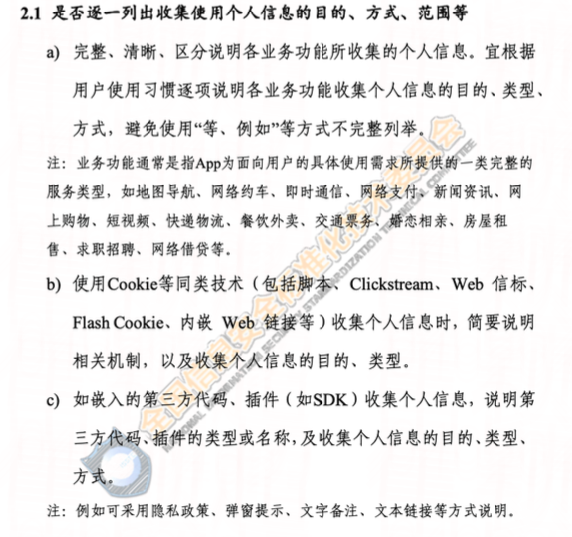 2.1 是否逐一列出收集使用个人信息的目的、方式、范围等
a) 完整、清晰、区分说明各业务功能所收集的个人信息。宜根据
用户使用习惯逐项说明各业务功能收集个人信息的目的、类型、
方式，避免使用“等、例如”等方式不完整列举。
注：业务功能通常是指App为面向用户的具体使用需求所提供的一类完整的
服务类型，如地图导航、网络约车、即时通信、网络支付、新闻资讯、网
上购物、短视频、快递物流、餐饮外卖、交通票务、婚恋相亲、房屋租
售、求职招聘、网络借贷等。
b) 使用Cookie等同类技术（包括脚本、Clickstream、Web 信标、
Flash Cookie、内嵌 Web 链接等）收集个人信息时，简要说明
相关机制，以及收集个人信息的目的、类型。
c) 如嵌入的第三方代码、插件（如SDK）收集个人信息，说明第
三方代码、插件的类型或名称，及收集个人信息的目的、类型、
方式。
注：例如可采用隐私政策、弹窗提示、文字备注、文本链接等方式说明。
全国信息安全标准化技术委员会
NATIONAL INFORMATION SECURITY STANDARDIZATION TECHNICAL COMMITTEE